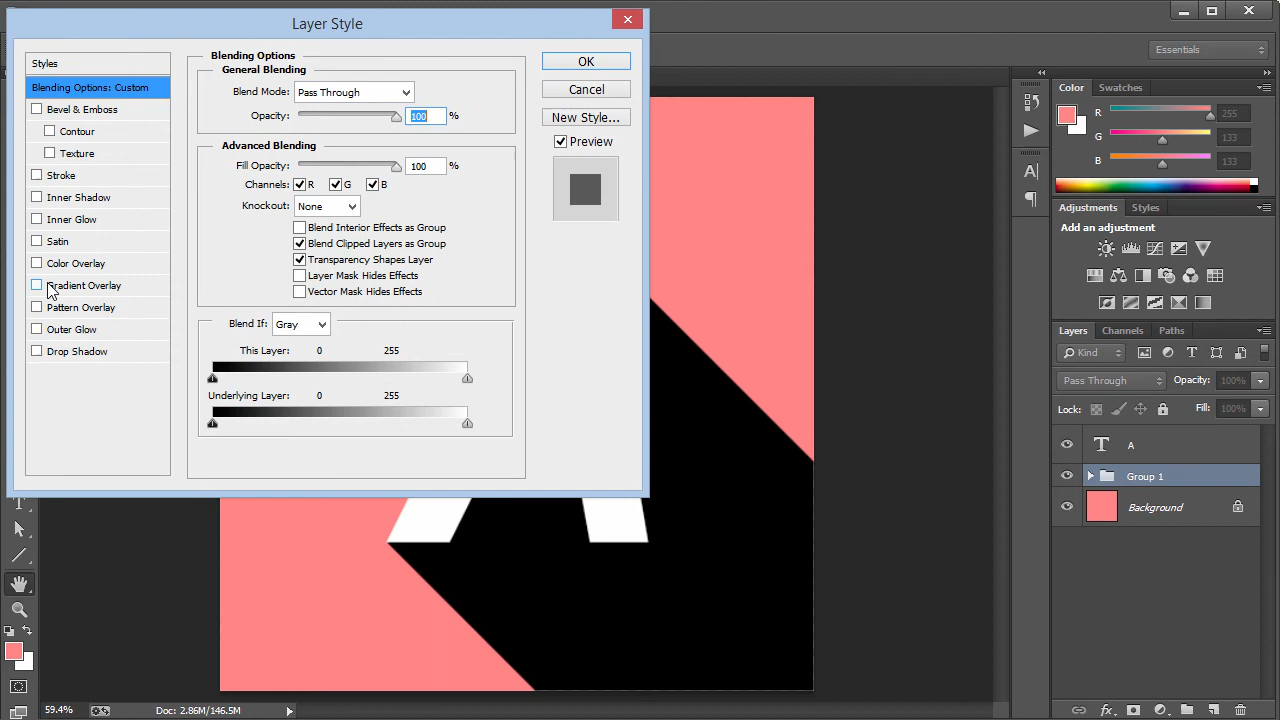 Layer Style
Essentials
Styles
Blending Options: Custom
Bevel & Emboss
Contour
Texture
Stroke
Inner Shadow
Inner Glow
Satin
Color Overlay
Gradient Overlay
Pattern Overlay
Outer Glow
Drop Shadow
Blending Options
General Blending
Blend Mode: Pass Through
Opacity: 100 %
Advanced Blending
Fill Opacity: 100 %
Channels: R G B
Knockout: None
Blend Interior Effects as Group
Blend Clipped Layers as Group
Transparency Shapes Layer
Layer Mask Hides Effects
Vector Mask Hides Effects
Blend If: Gray
This Layer: 0 255
Underlying Layer: 0 255
OK
Cancel
New Style...
Preview
Color Swatches
R 255
G 133
B 133
Adjustments Styles
Add an adjustment
Layers Channels Paths
Kind
Pass Through Opacity: 100%
Lock: Fill: 100%
A
Group 1
Background
59.4% Doc: 2.86M/146.5M